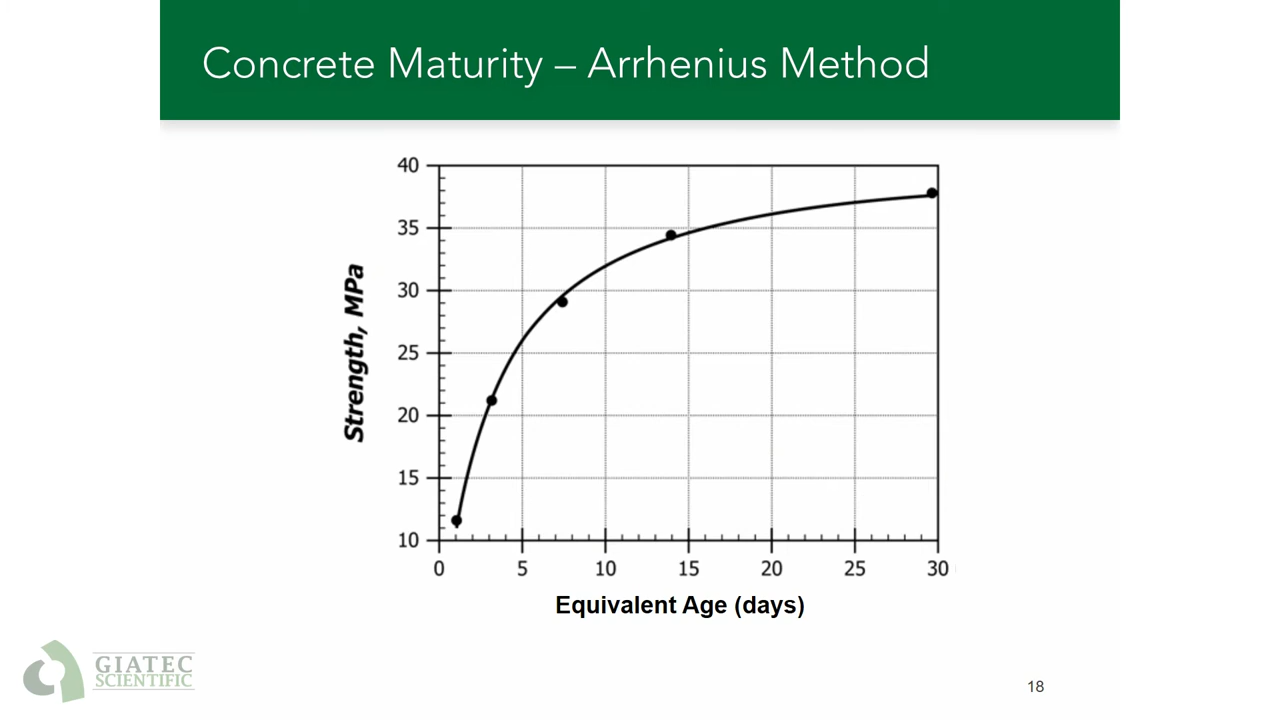 Concrete Maturity – Arrhenius Method
40
35
30
25
20
15
10
Strength, MPa
0 5 10 15 20 25 30
Equivalent Age (days)
GIATEC
SCIENTIFIC
18